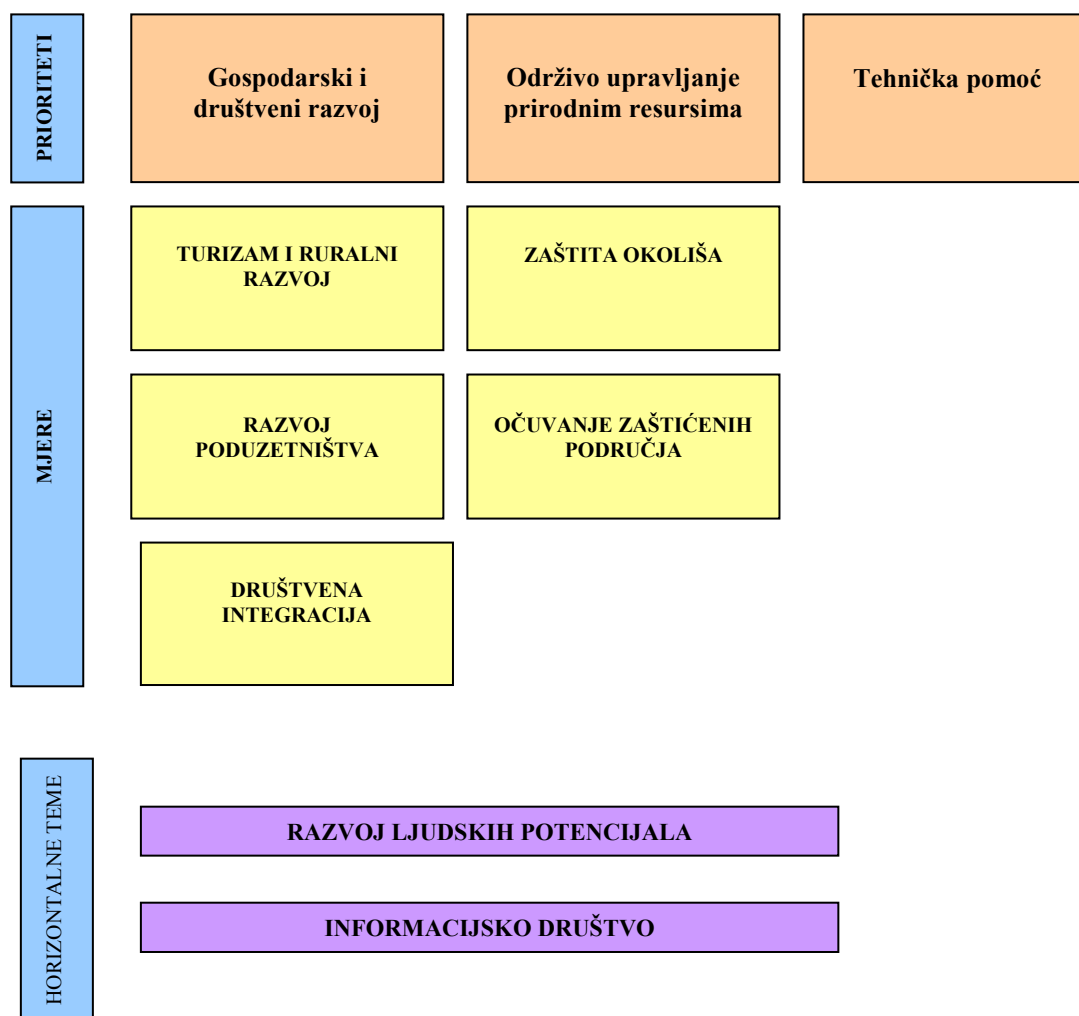 PRIORITETI
Gospodarski i
društveni razvoj
Održivo upravljanje
prirodnim resursima
Tehnička pomoć
MJERE
TURIZAM I RURALNI
RAZVOJ
ZAŠTITA OKOLIŠA
RAZVOJ
PODUZETNIŠTVA
OČUVANJE ZAŠTIĆENIH
PODRUČJA
DRUŠTVENA
INTEGRACIJA
HORIZONTALNE TEME
RAZVOJ LJUDSKIH POTENCIJALA
INFORMACIJSKO DRUŠTVO